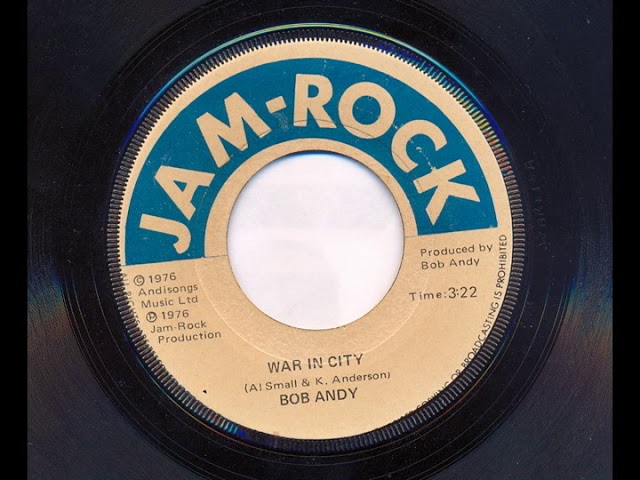 JAM-ROCK
© 1976
Andisongs
Music Ltd
℗ 1976
Jam-Rock
Production
Produced by
Bob Andy
Time: 3:22
WAR IN CITY
(A. Small & K. Anderson)
BOB ANDY
OR BROADCASTING IS PROHIBITED